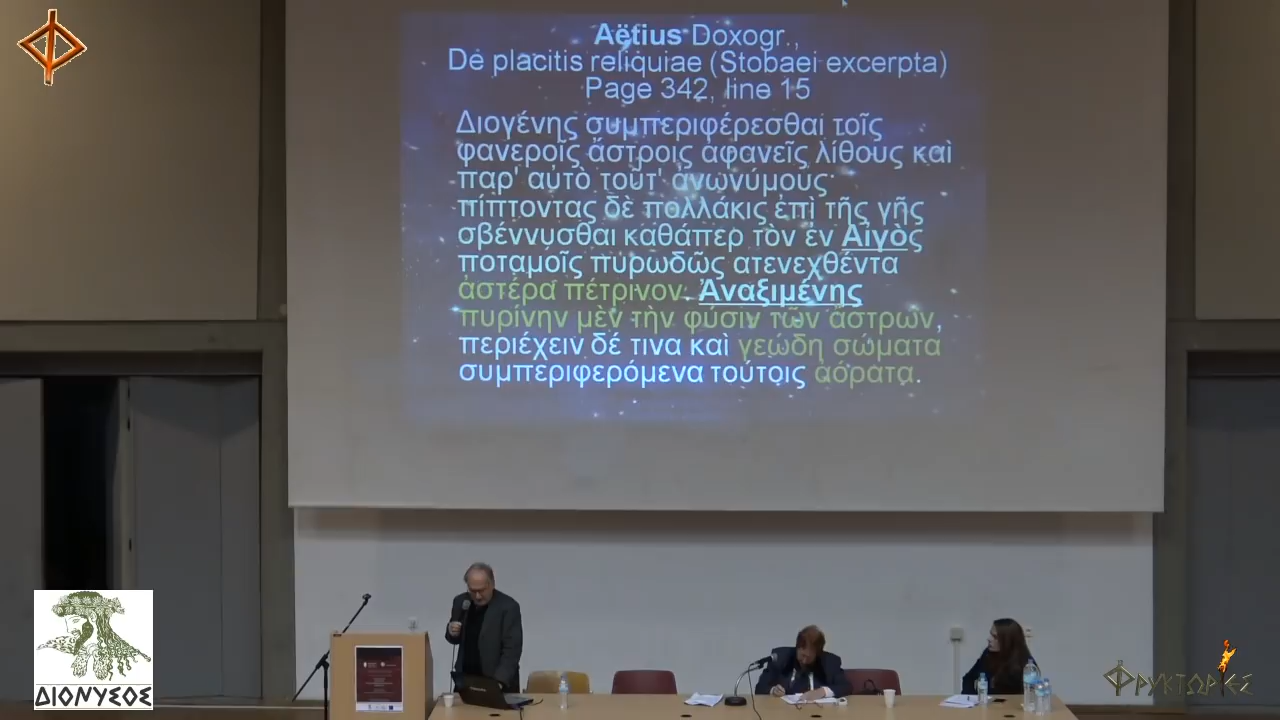 Aëtius Doxogr.,
De placitis reliquiae (Stobaei excerpta)
Page 342, line 15
Διογένης συμπεριφέρεσθαι τοῖς
φανεροῖς ἄστροις ἀφανεῖς λίθους καὶ
παρ' αὐτὸ τοῦτ' ἀνωνύμους·
πίπτοντας δὲ πολλάκις ἐπὶ τῆς γῆς
σβέννυσθαι καθάπερ τὸν ἐν Αἰγὸς
ποταμοῖς πυρωδῶς ατενεχθέντα
ἀστέρα πέτρινον. Ἀναξιμένης
πυρίνην μὲν τὴν φύσιν τῶν ἄστρων,
περιέχειν δέ τινα καὶ γεώδη σώματα
συμπεριφερόμενα τούτοις ἀόρατα.
ΔΙΟΝΥΣΟΣ
ΦΡΥΚΤΩΡΙΕΣ